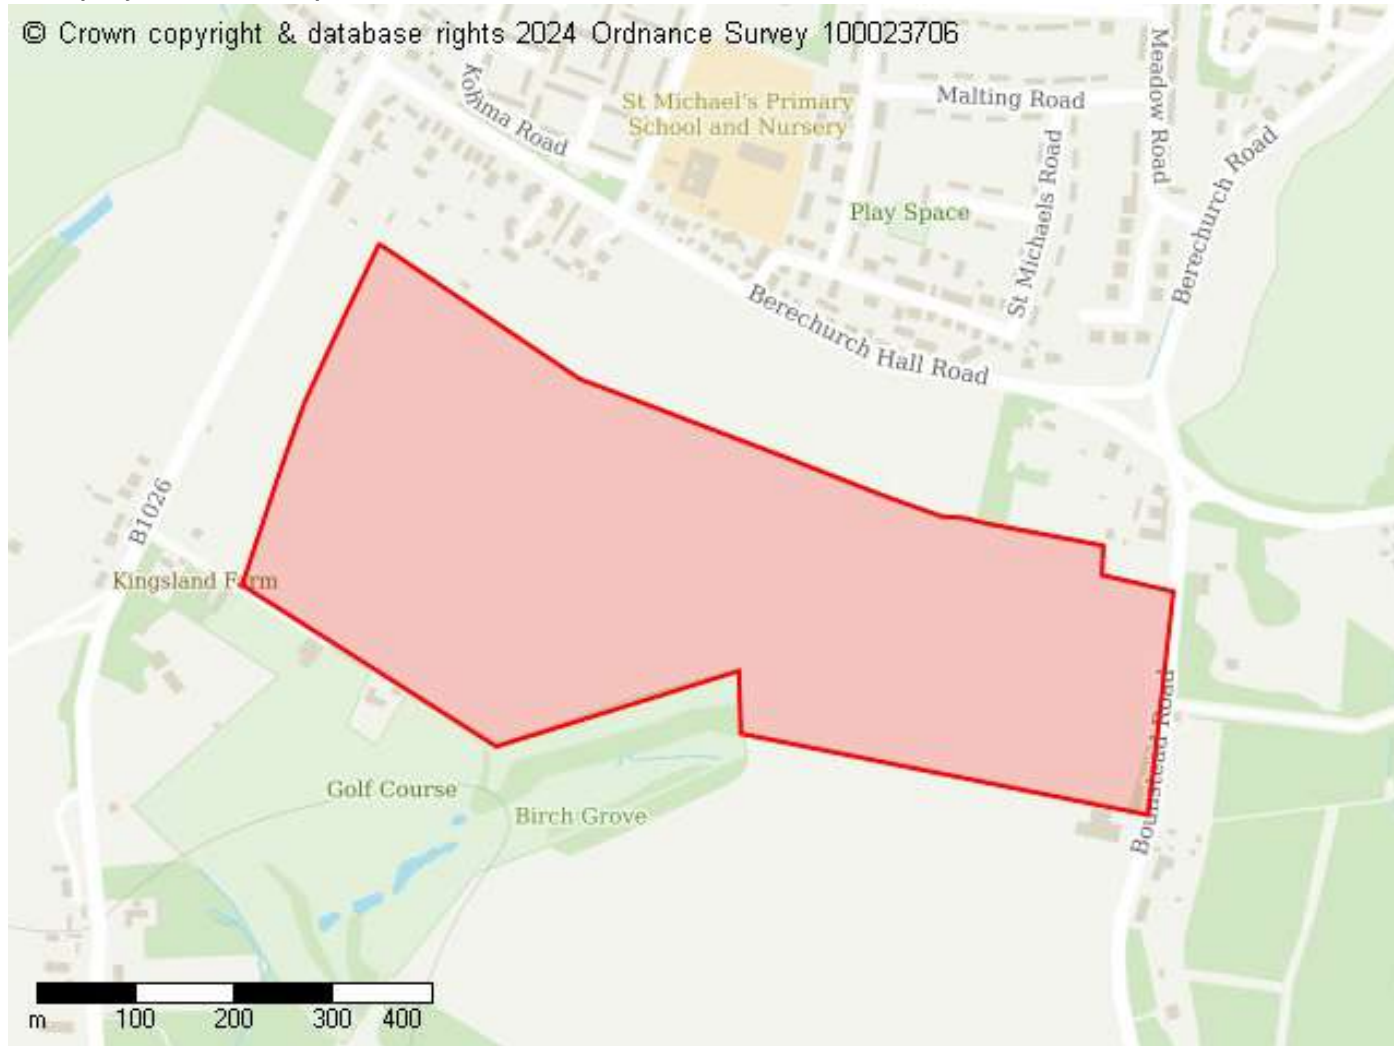 © Crown copyright & database rights 2024 Ordnance Survey 100023706
Meadow Road
Kohima Road
St Michael's Primary
School and Nursery
Malting Road
Berechurch Road
St Michaels Road
Play Space
Berechurch Hall Road
B1026
Kingsland Farm
Bounstead Road
Golf Course
Birch Grove
m 100 200 300 400